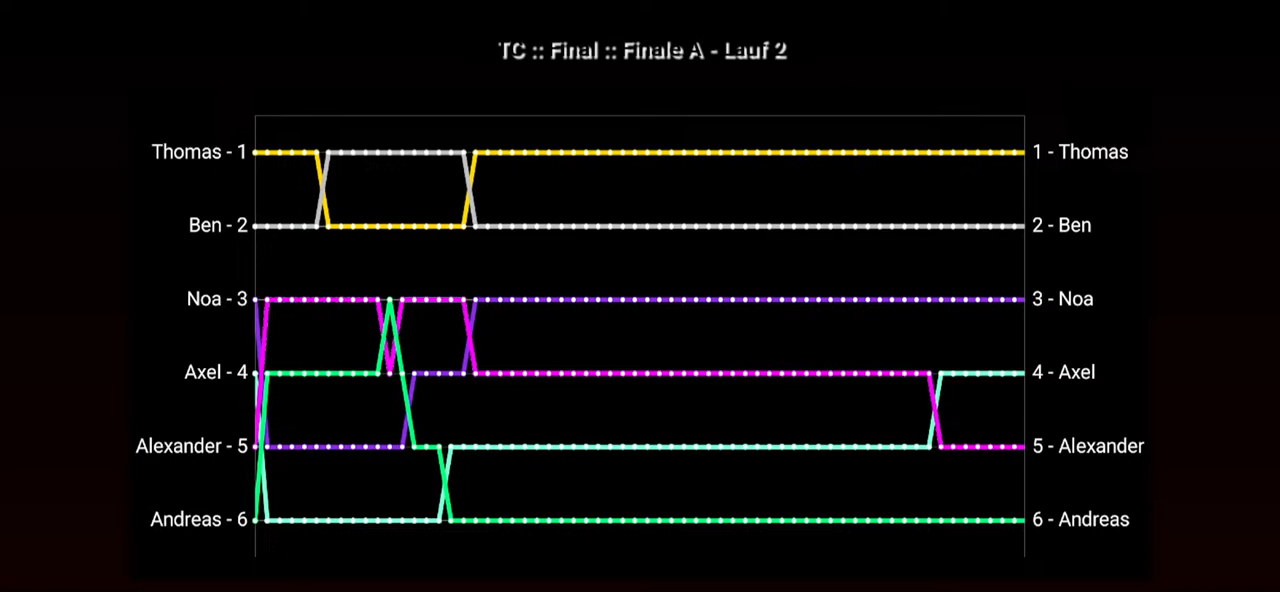 TC :: Final :: Finale A - Lauf 2
Thomas - 1
1 - Thomas
Ben - 2
2 - Ben
Noa - 3
3 - Noa
Axel - 4
4 - Axel
Alexander - 5
5 - Alexander
Andreas - 6
6 - Andreas